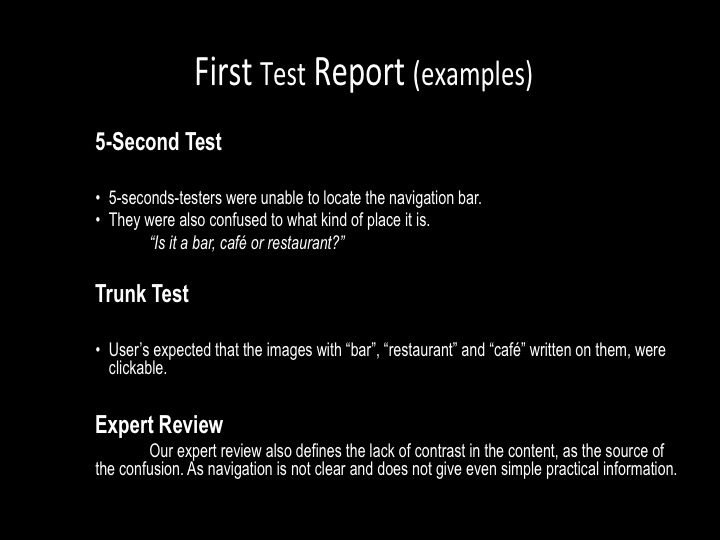 First Test Report (examples)
5-Second Test
• 5-seconds-testers were unable to locate the navigation bar.
• They were also confused to what kind of place it is.
“Is it a bar, café or restaurant?”
Trunk Test
• User’s expected that the images with “bar”, “restaurant” and “café” written on them, were
clickable.
Expert Review
Our expert review also defines the lack of contrast in the content, as the source of
the confusion. As navigation is not clear and does not give even simple practical information.